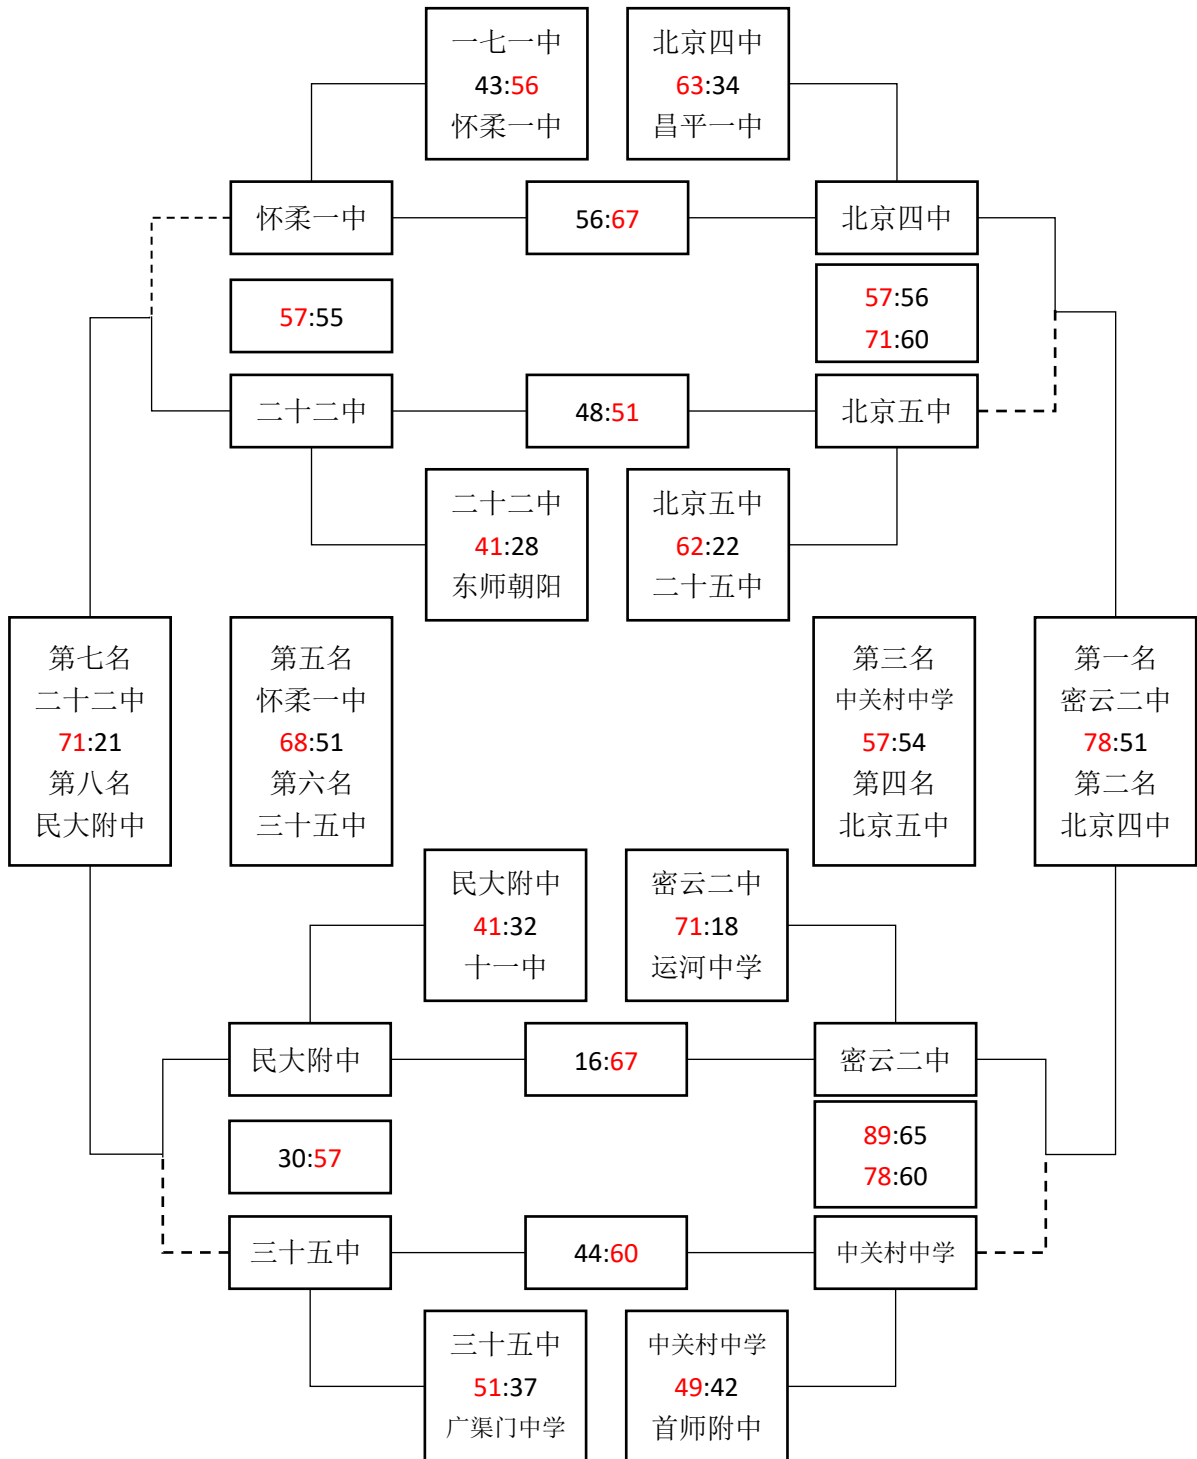 一七一中
43:56
怀柔一中
北京四中
63:34
昌平一中
怀柔一中
56:67
北京四中
57:55
57:56
71:60
二十二中
48:51
北京五中
二十二中
41:28
东师朝阳
北京五中
62:22
二十五中
第七名
二十二中
71:21
第八名
民大附中
第五名
怀柔一中
68:51
第六名
三十五中
第三名
中关村中学
57:54
第四名
北京五中
第一名
密云二中
78:51
第二名
北京四中
民大附中
41:32
十一中
密云二中
71:18
运河中学
民大附中
16:67
密云二中
30:57
89:65
78:60
三十五中
44:60
中关村中学
三十五中
51:37
广渠门中学
中关村中学
49:42
首师附中